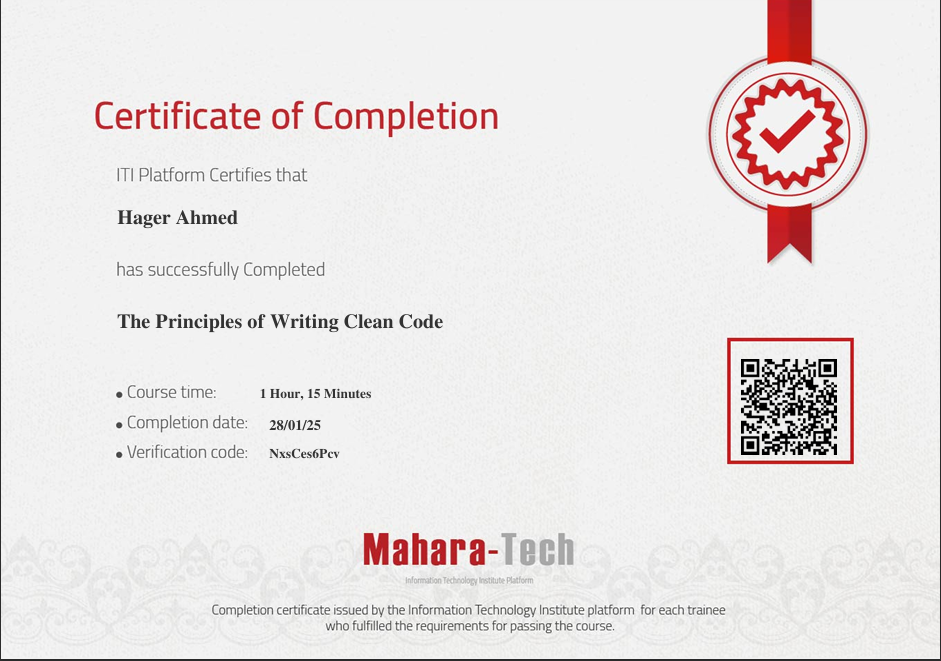 Certificate of Completion
ITI Platform Certifies that
Hager Ahmed
has successfully Completed
The Principles of Writing Clean Code
• Course time: 1 Hour, 15 Minutes
• Completion date: 28/01/25
• Verification code: NxsCes6Pcv
Mahara-Tech
Information Technology Institute Platform
Completion certificate issued by the Information Technology Institute platform for each trainee
who fulfilled the requirements for passing the course.